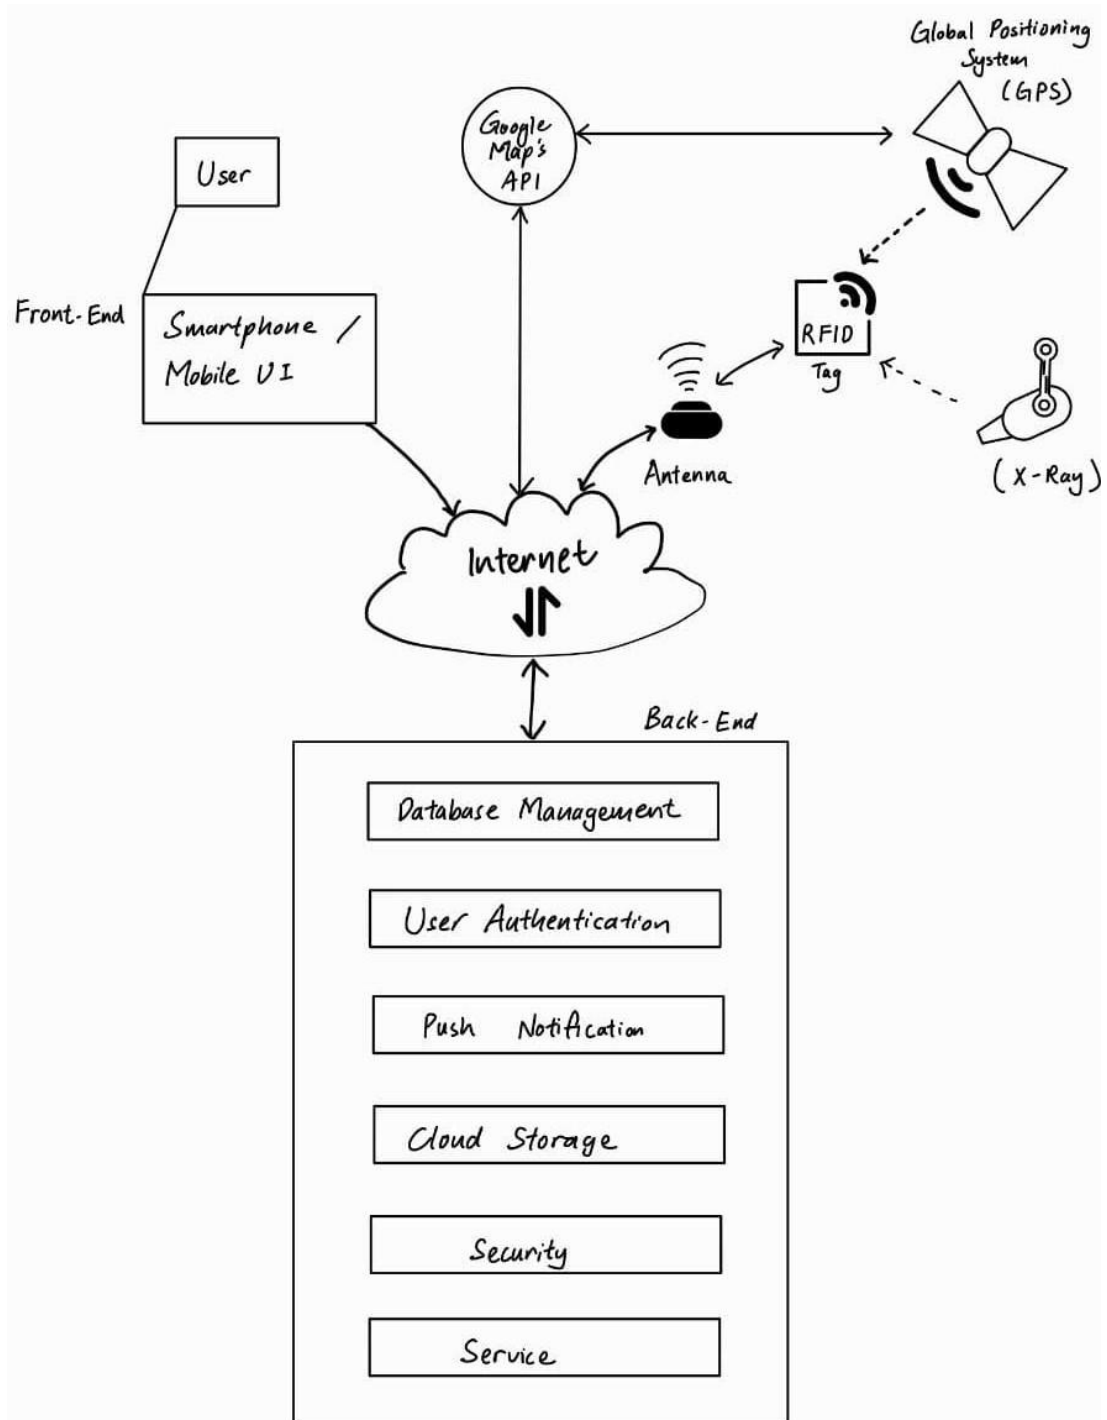 Global Positioning
System
(GPS)
Google
Map's
API
User
Front-End
Smartphone /
Mobile UI
RFID
Tag
Antenna
(X-Ray)
Internet
Back-End
Database Management
User Authentication
Push Notification
Cloud Storage
Security
Service